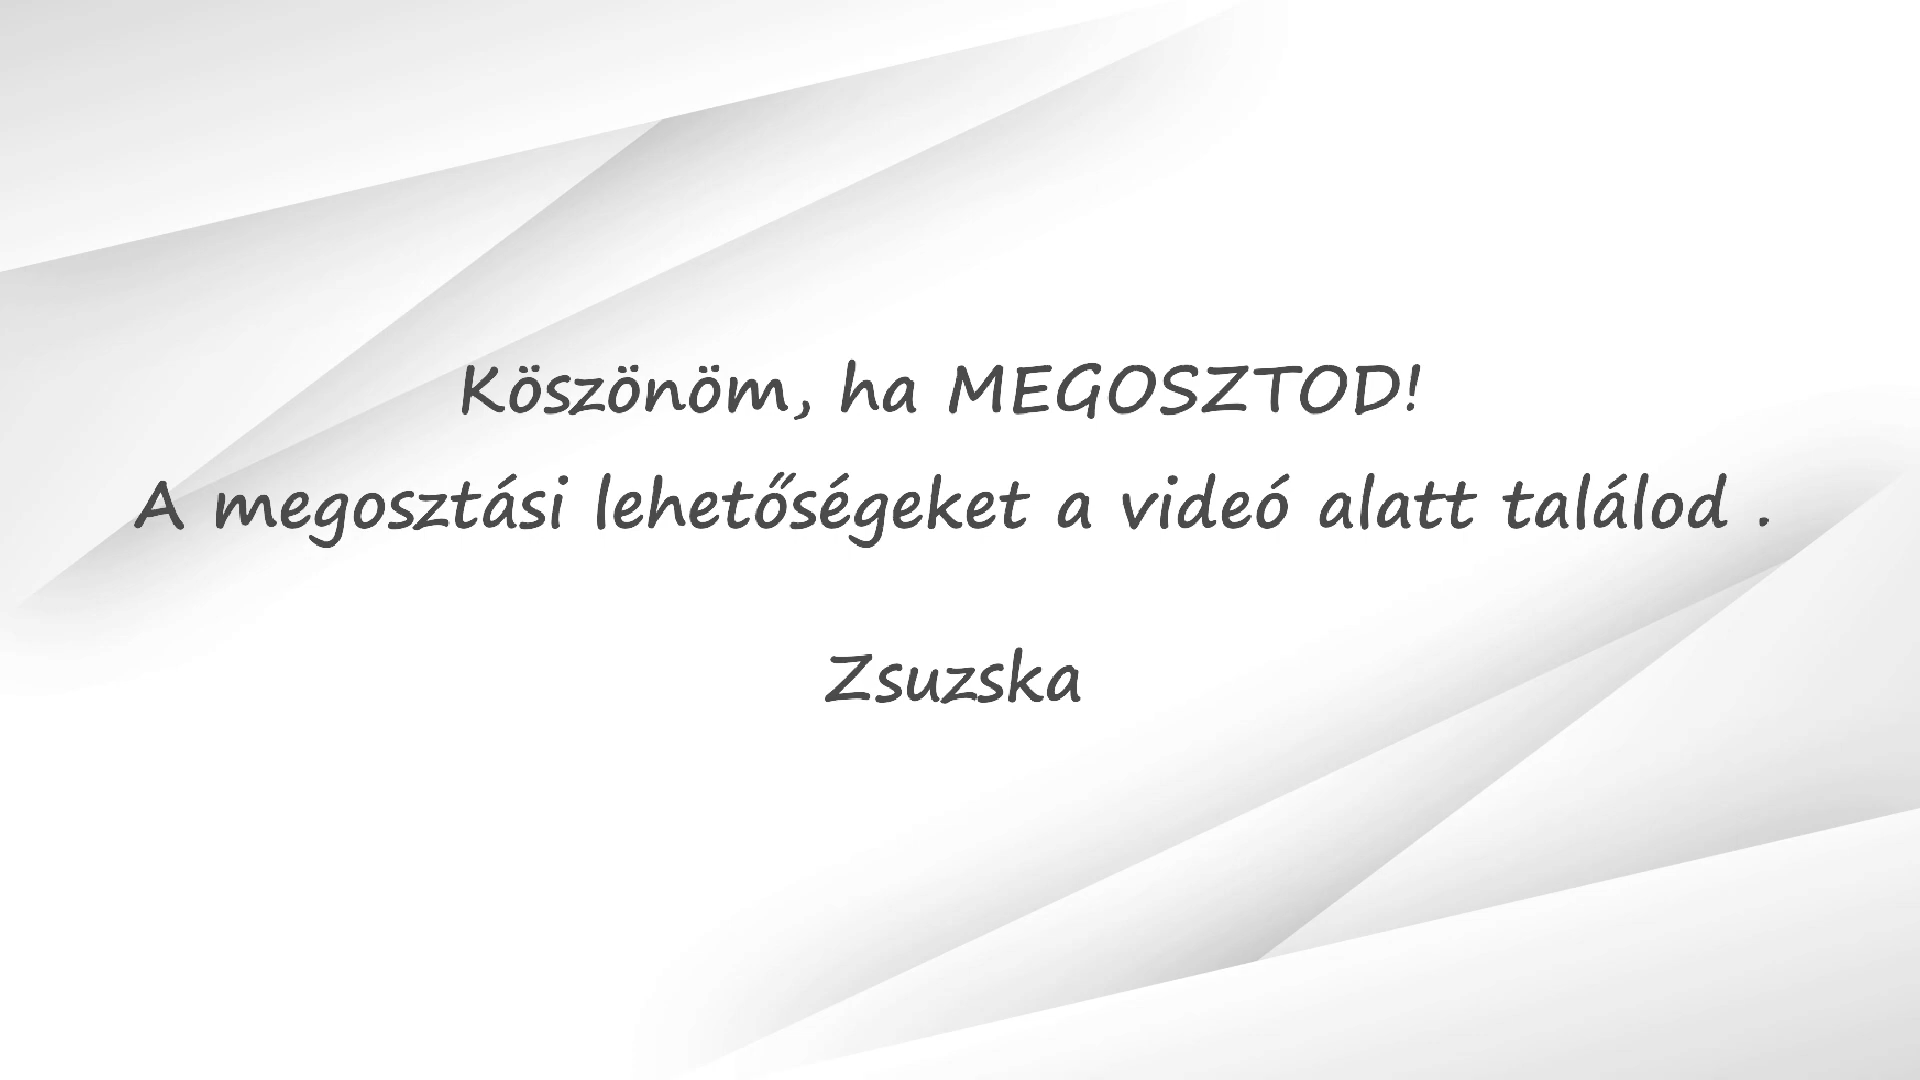 Köszönöm, ha MEGOSZTOD!
A megosztási lehetőségeket a videó alatt találod .
Zsuzska